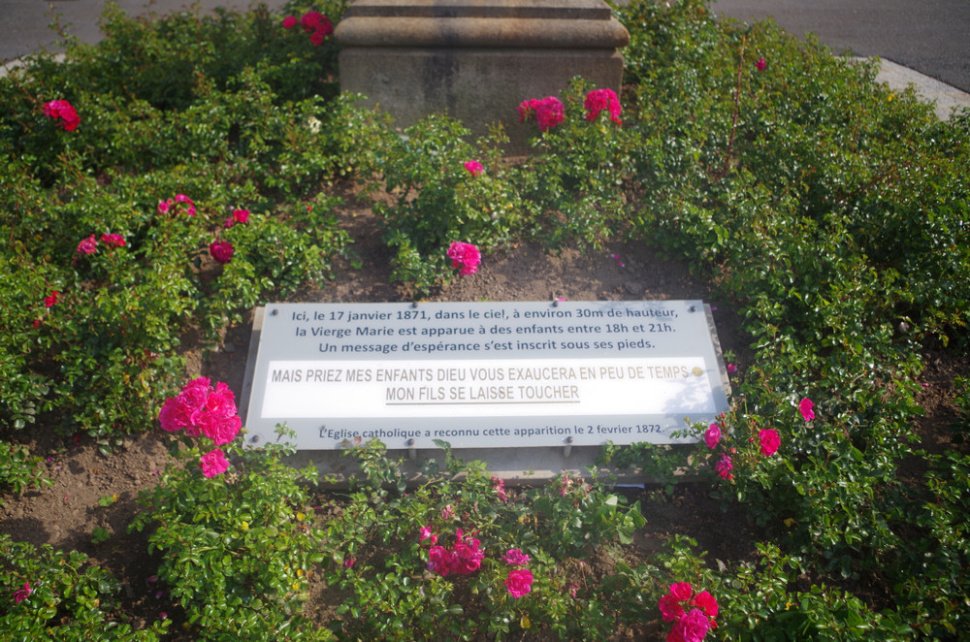 Ici, le 17 janvier 1871, dans le ciel, à environ 30m de hauteur,
la Vierge Marie est apparue à des enfants entre 18h et 21h.
Un message d'espérance s'est inscrit sous ses pieds.
MAIS PRIEZ MES ENFANTS DIEU VOUS EXAUCERA EN PEU DE TEMPS
MON FILS SE LAISSE TOUCHER
L'Eglise catholique a reconnu cette apparition le 2 fevrier 1872.